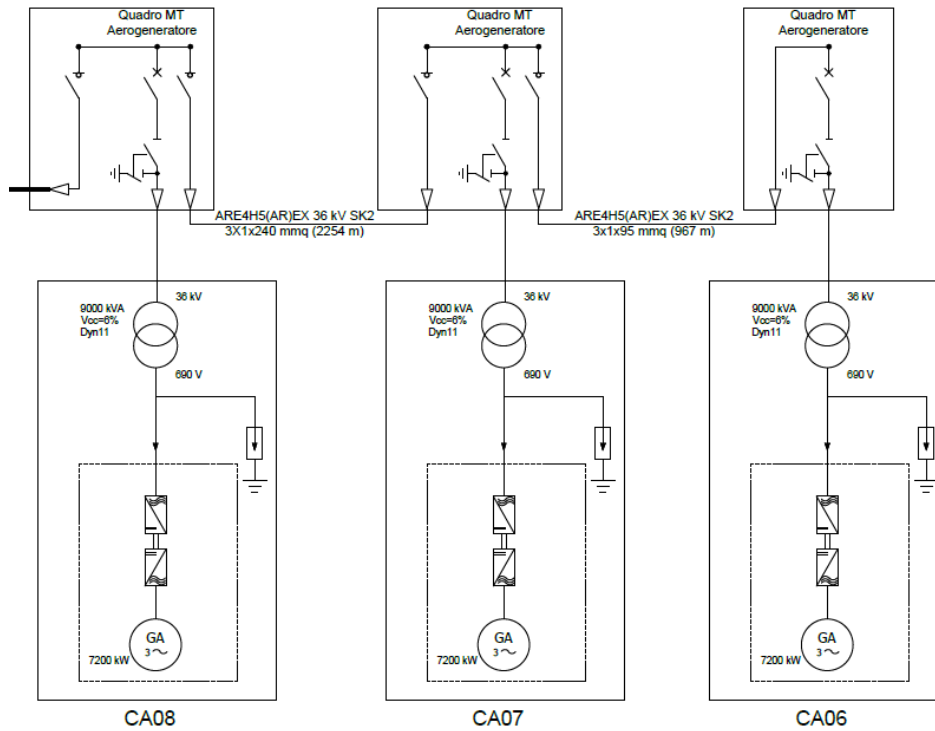 Quadro MT
Aerogeneratore
Quadro MT
Aerogeneratore
Quadro MT
Aerogeneratore
ARE4H5(AR)EX 36 kV SK2
3X1x240 mmq (2254 m)
ARE4H5(AR)EX 36 kV SK2
3x1x95 mmq (967 m)
9000 kVA
Vcc=6%
Dyn11
36 kV
690 V
GA
3
7200 kW
CA08
9000 kVA
Vcc=6%
Dyn11
36 kV
690 V
GA
3
7200 kW
CA07
9000 kVA
Vcc=6%
Dyn11
36 kV
690 V
GA
3
7200 kW
CA06